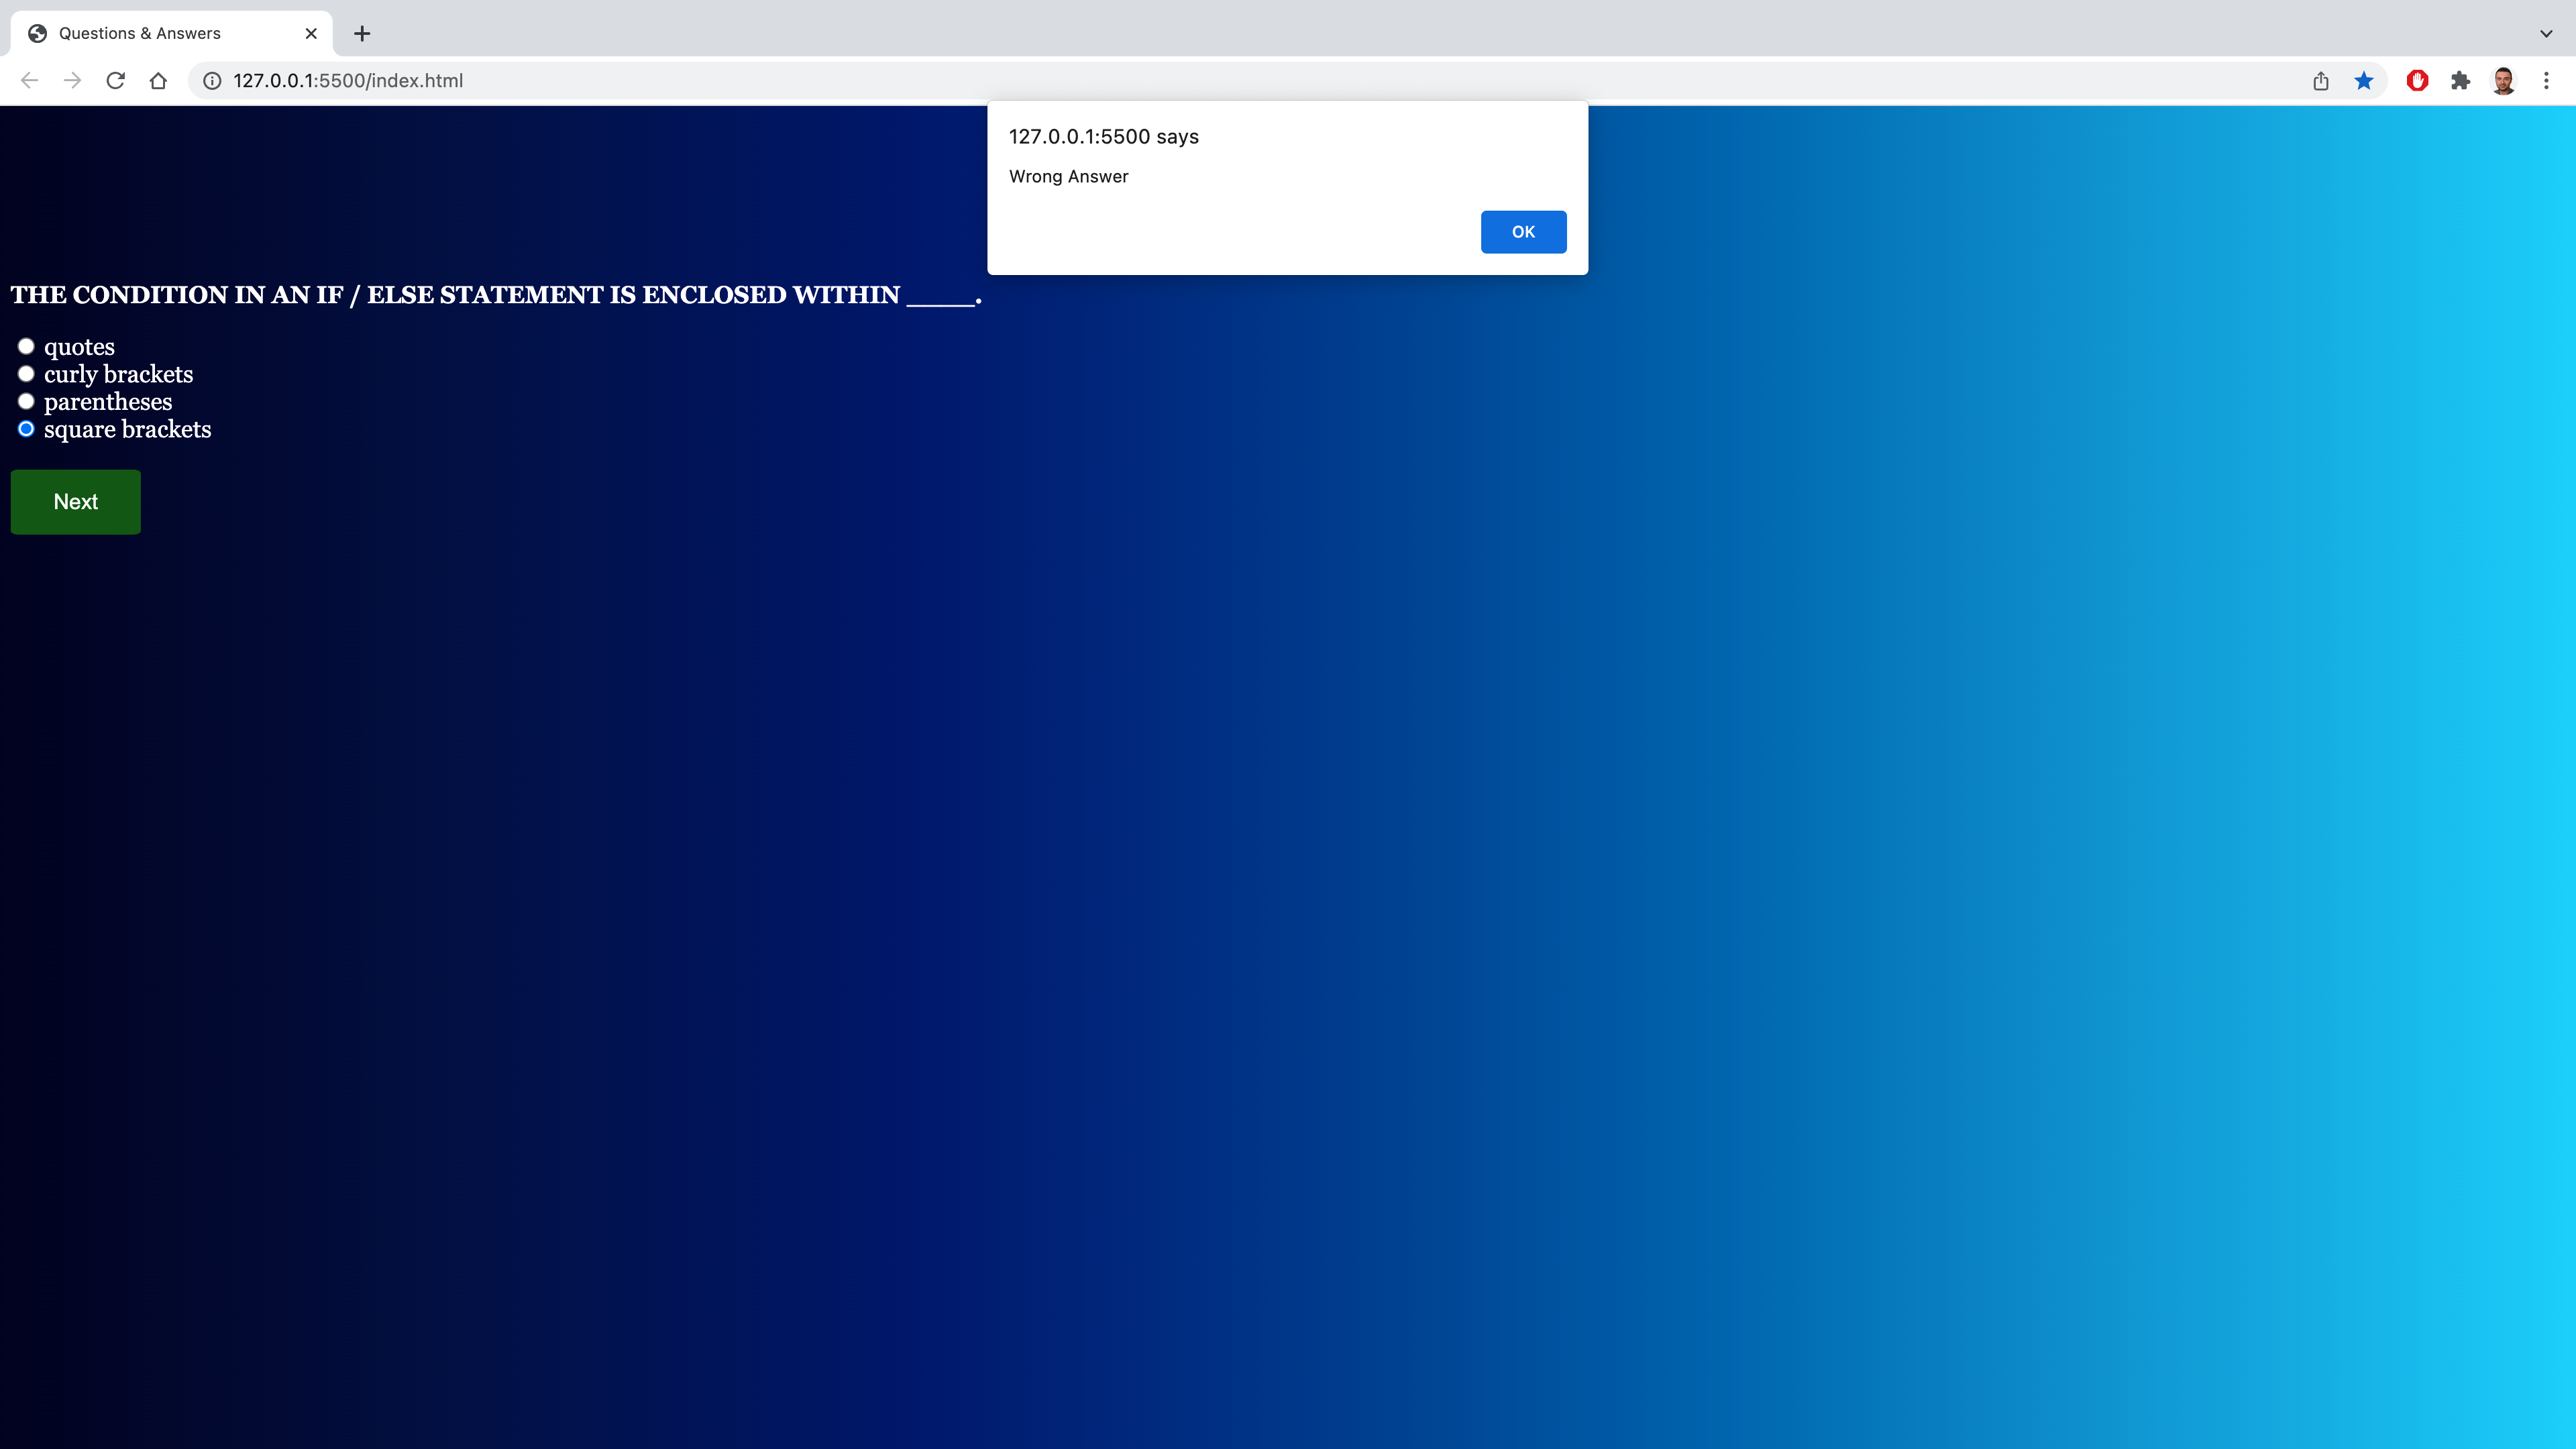 Questions & Answers
127.0.0.1:5500/index.html
127.0.0.1:5500 says
Wrong Answer
OK
THE CONDITION IN AN IF / ELSE STATEMENT IS ENCLOSED WITHIN _____.
quotes
curly brackets
parentheses
square brackets
Next